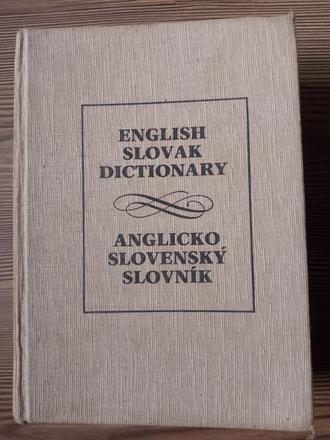 ENGLISH
SLOVAK
DICTIONARY
ANGLICKO
SLOVENSKÝ
SLOVNÍK